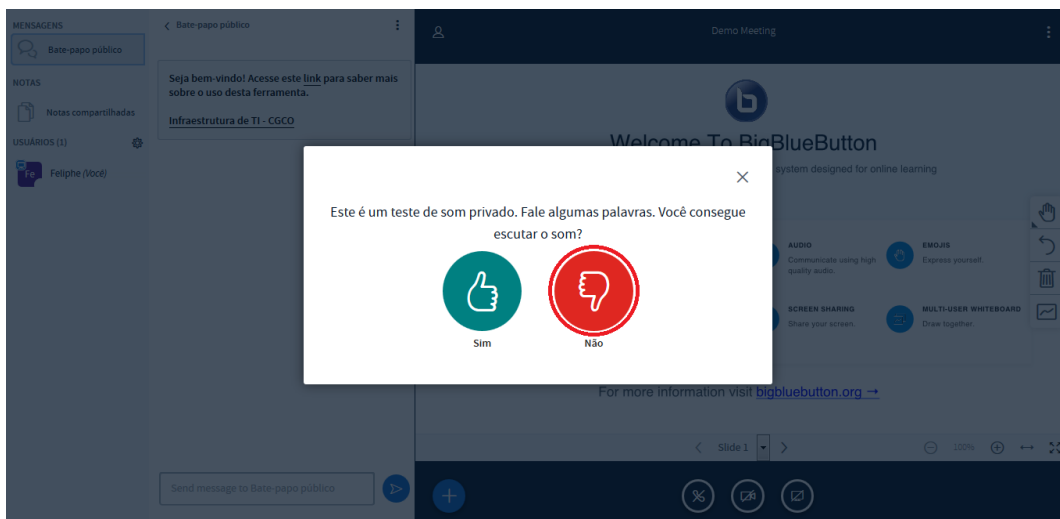 MENSAGENS
Bate-papo público
NOTAS
Notas compartilhadas
USUÁRIOS (1)
Fe
Feliphe (Você)
Bate-papo público
Seja bem-vindo! Acesse este link para saber mais
sobre o uso desta ferramenta.
Infraestrutura de TI - CGCO
Send message to Bate-papo público
Demo Meeting
b
Welcome To BigBlueButton
system designed for online learning
AUDIO
Communicate using high
quality audio.
EMOJIS
Express yourself.
SCREEN SHARING
Share your screen.
MULTI-USER WHITEBOARD
Draw together.
For more information visit bigbluebutton.org →
Slide 1
100%
Este é um teste de som privado. Fale algumas palavras. Você consegue
escutar o som?
Sim
Não